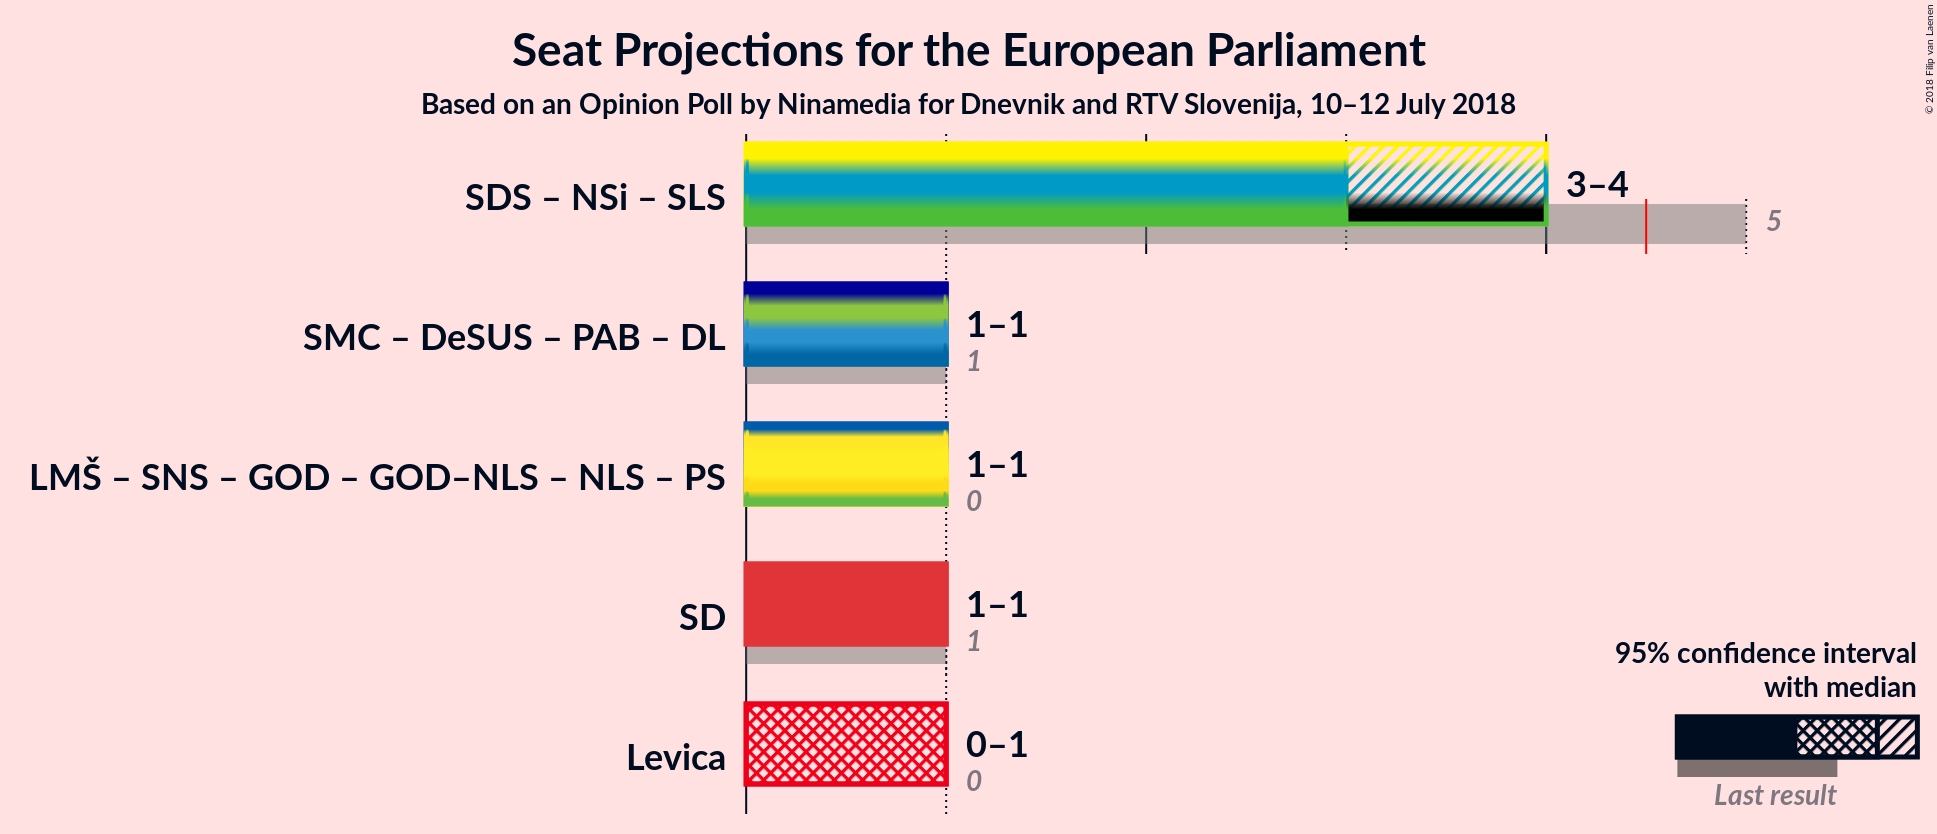 Seat Projections for the European Parliament
Based on an Opinion Poll by Ninamedia for Dnevnik and RTV Slovenija, 10–12 July 2018
© 2018 Filip van Laenen
SDS – NSi – SLS
3–4
5
SMC – DeSUS – PAB – DL
1–1
1
LMŠ – SNS – GOD – GOD–NLS – NLS – PS
1–1
0
SD
1–1
1
Levica
0–1
0
95% confidence interval
with median
Last result